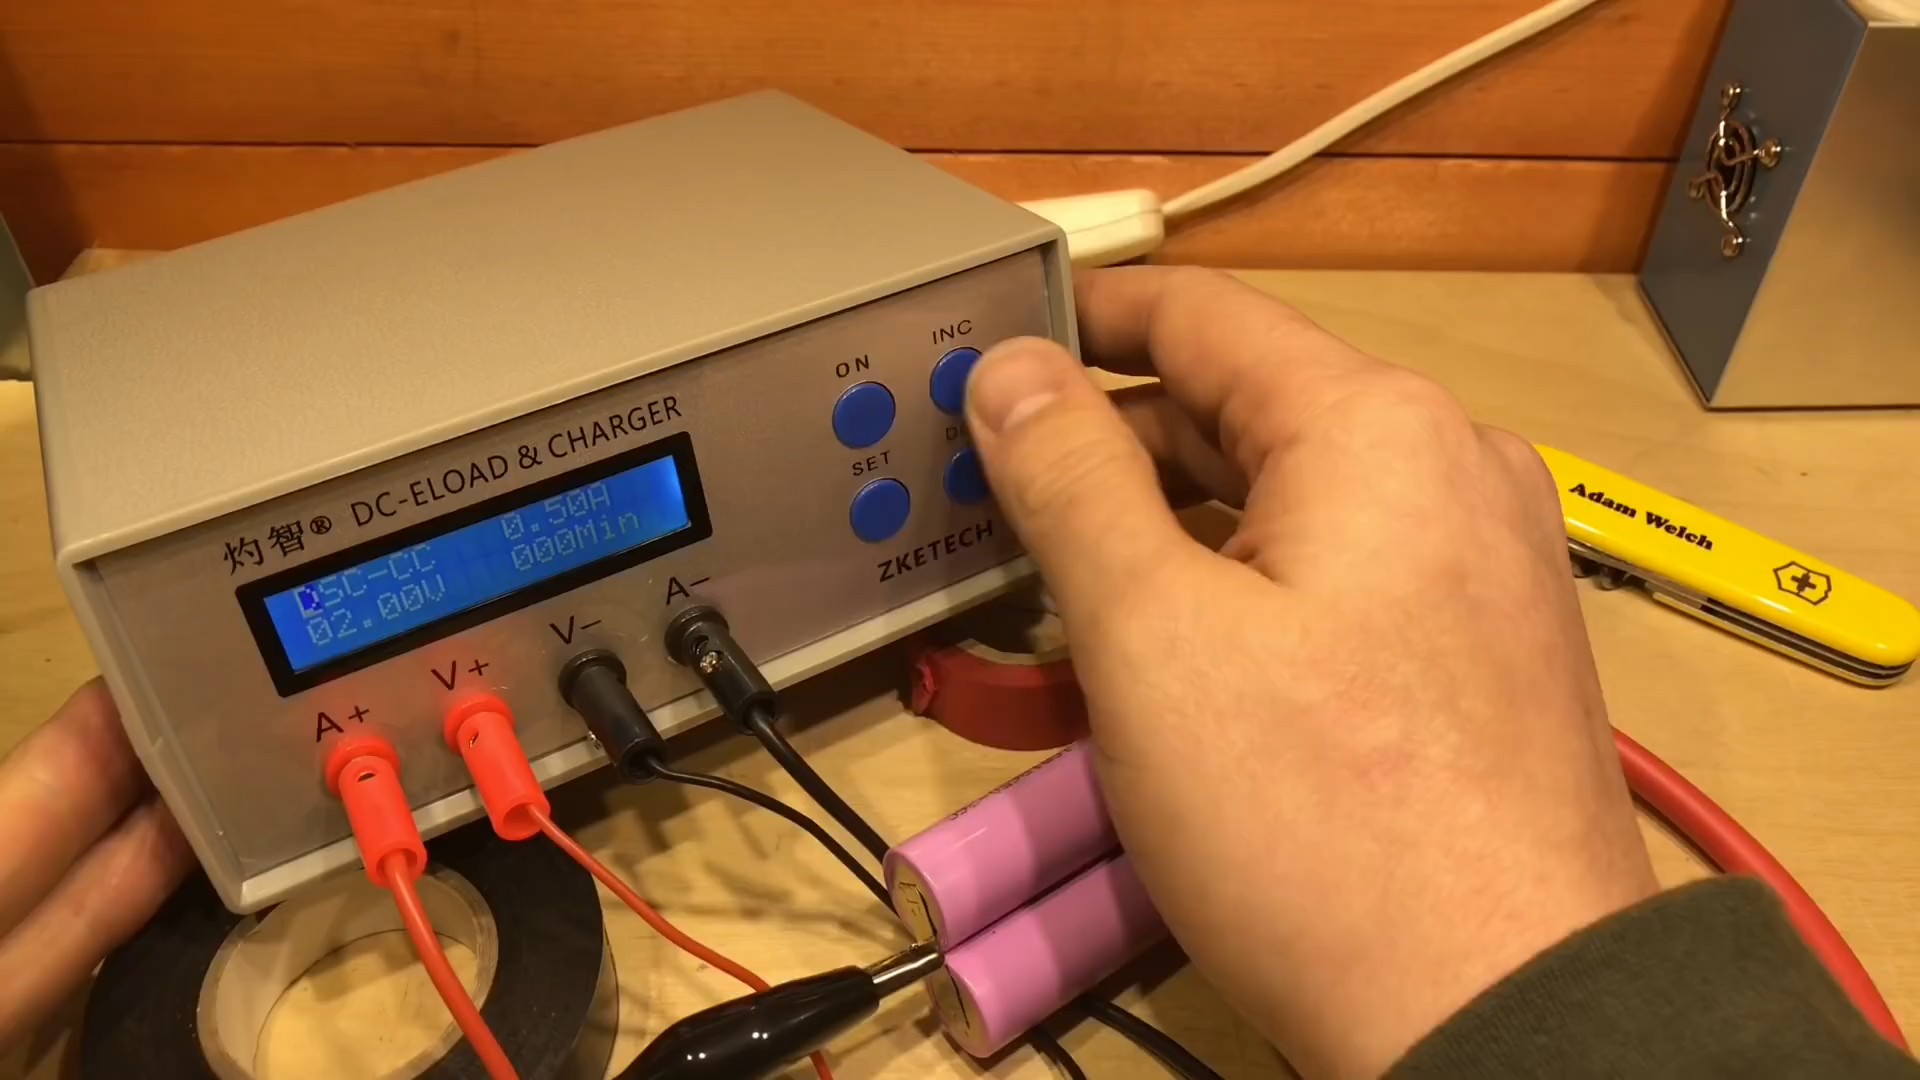 灼智® DC-ELOAD & CHARGER
DSC-CC 0.50A
02.00V 000Min
ON
INC
SET
ZKETECH
A+
V+
V-
A-
Adam Welch